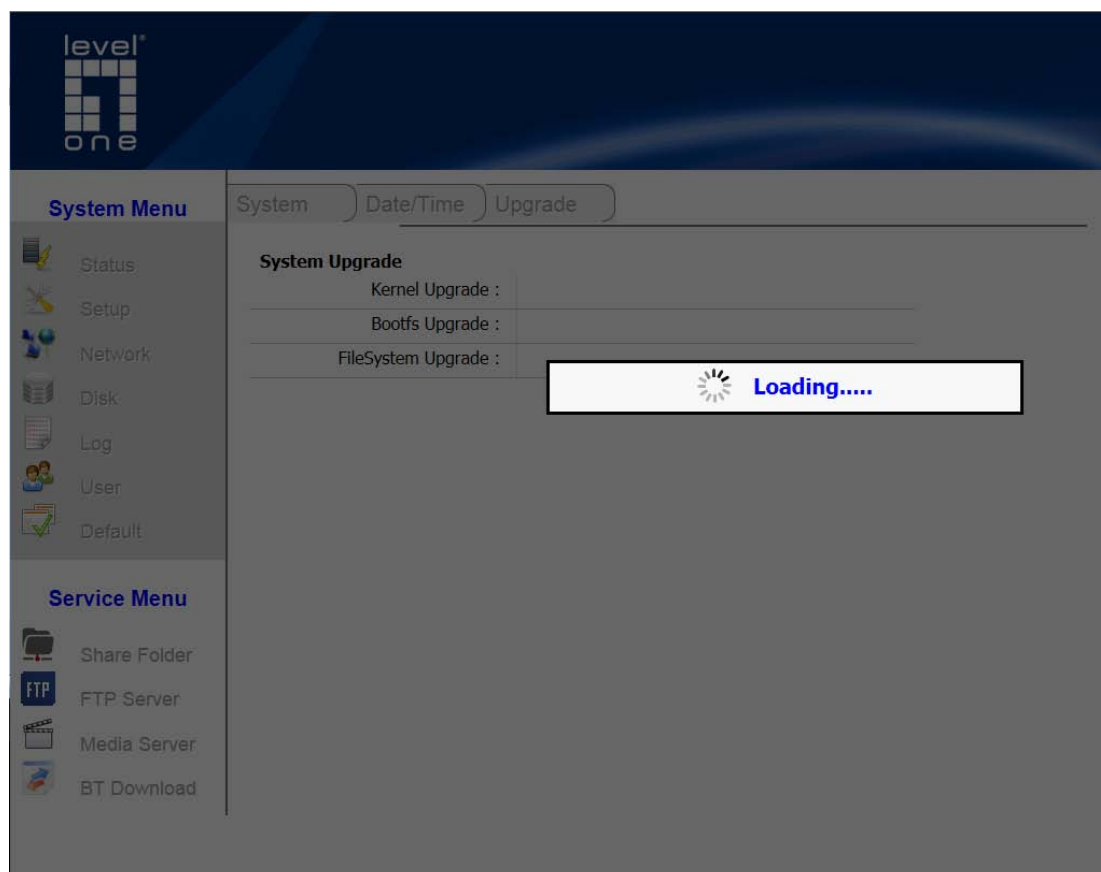 level
one
System Menu
Status
Setup
Network
Disk
Log
User
Default
Service Menu
Share Folder
FTP
FTP Server
Media Server
BT Download
System
Date/Time
Upgrade
System Upgrade
Kernel Upgrade :
Bootfs Upgrade :
FileSystem Upgrade :
Loading.....